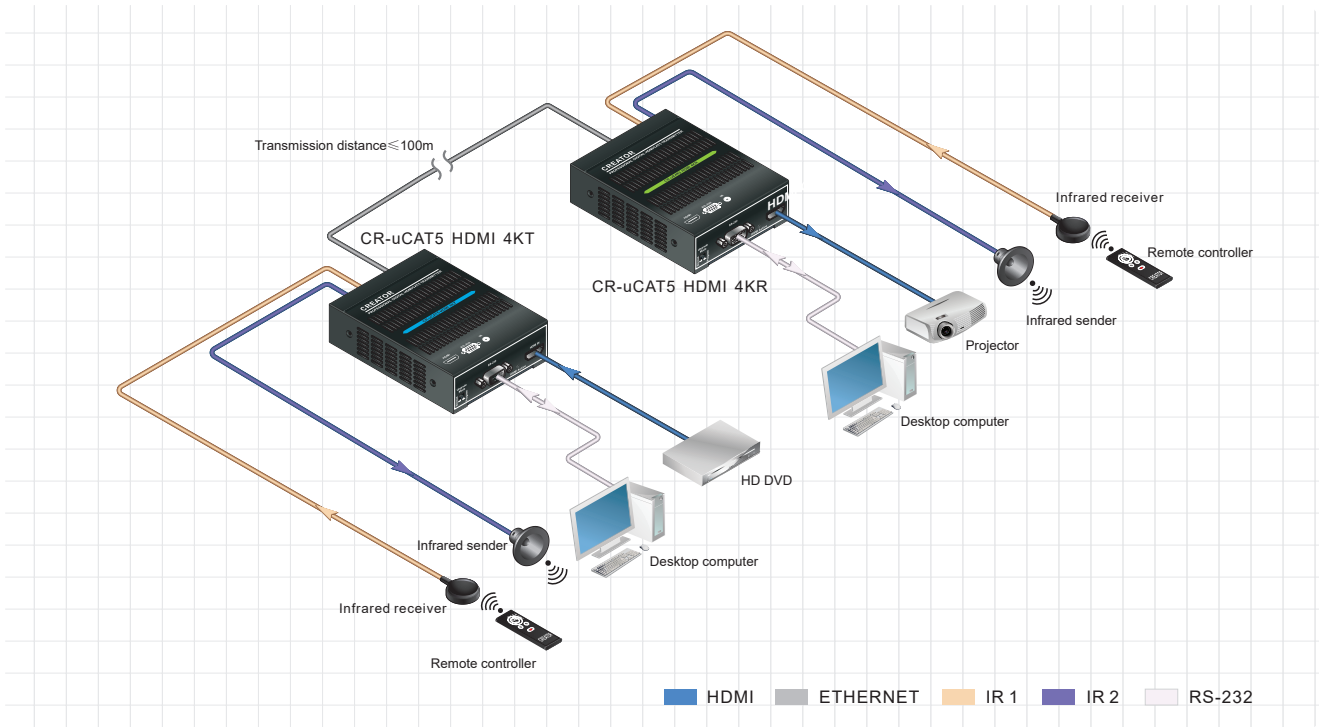 Transmission distance≤100m
CREATOR
HD
Infrared receiver
Remote controller
CR-uCAT5 HDMI 4KT
CR-uCAT5 HDMI 4KR
Infrared sender
Projector
CREATOR
Desktop computer
HD DVD
Infrared sender
Desktop computer
Infrared receiver
Remote controller
HDMI
ETHERNET
IR 1
IR 2
RS-232